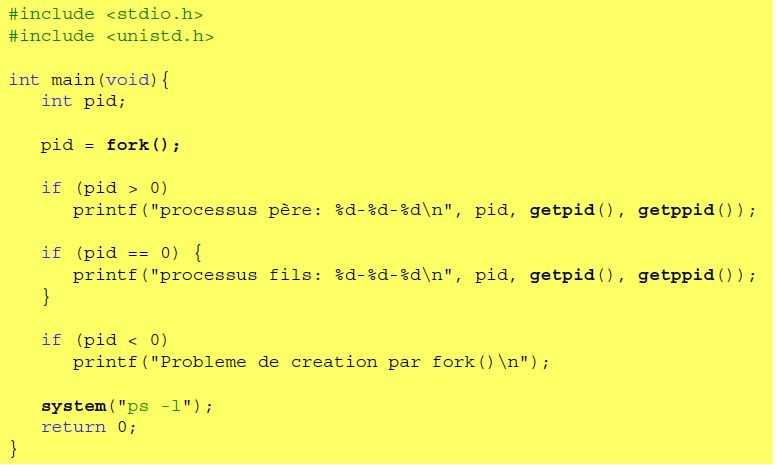 #include <stdio.h>
#include <unistd.h>
int main(void){
int pid;
pid = fork();
if (pid > 0)
printf("processus père: %d-%d-%d\n", pid, getpid(), getppid());
if (pid == 0) {
printf("processus fils: %d-%d-%d\n", pid, getpid(), getppid());
}
if (pid < 0)
printf("Probleme de creation par fork()\n");
system("ps -l");
return 0;
}